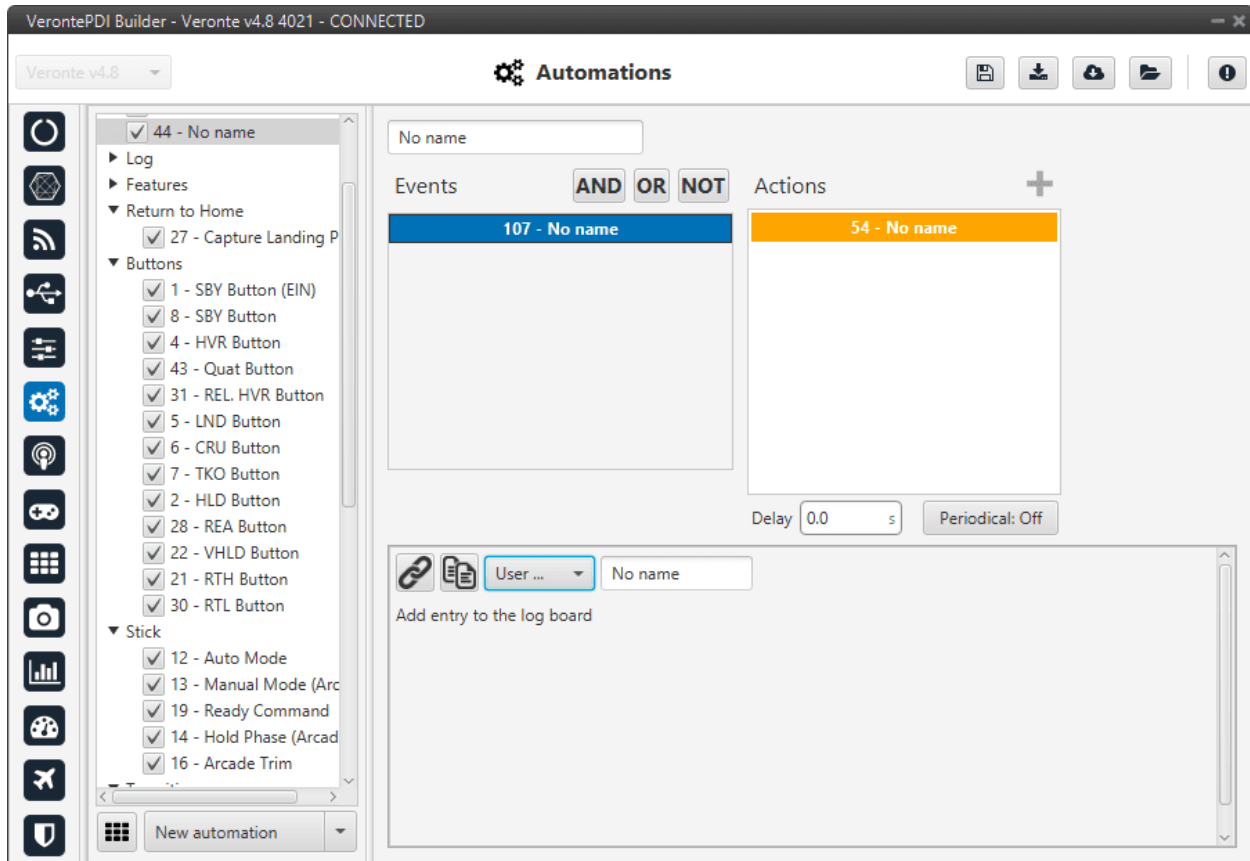 VerontePDI Builder - Veronte v4.8 4021 - CONNECTED
Veronte v4.8
Automations
44 - No name
Log
Features
Return to Home
27 - Capture Landing P
Buttons
1 - SBY Button (EIN)
8 - SBY Button
4 - HVR Button
43 - Quat Button
31 - REL. HVR Button
5 - LND Button
6 - CRU Button
7 - TKO Button
2 - HLD Button
28 - REA Button
22 - VHLD Button
21 - RTH Button
30 - RTL Button
Stick
12 - Auto Mode
13 - Manual Mode (Arc
19 - Ready Command
14 - Hold Phase (Arcad
16 - Arcade Trim
New automation
No name
Events AND OR NOT
107 - No name
Actions
54 - No name
Delay 0.0 s Periodical: Off
User ... No name
Add entry to the log board